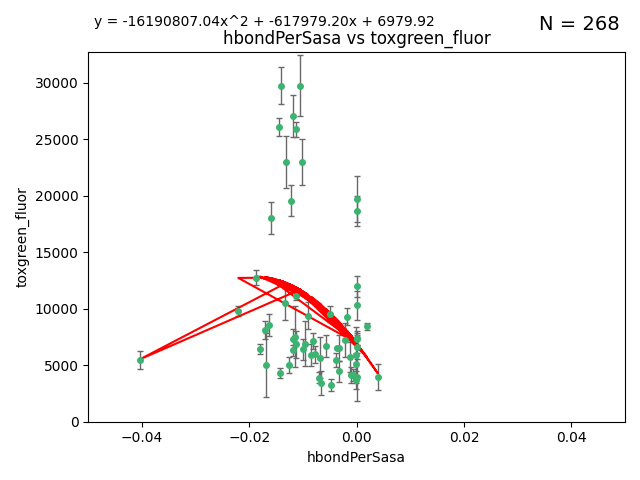 y = -16190807.04x^2 + -617979.20x + 6979.92
N = 268
hbondPerSasa vs toxgreen_fluor
30000
25000
20000
15000
10000
5000
0
toxgreen_fluor
−0.04
−0.02
0.00
0.02
0.04
hbondPerSasa